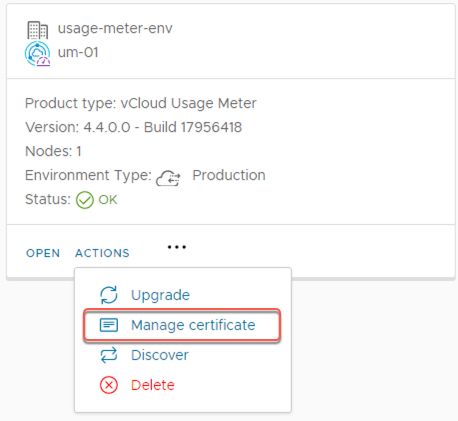 usage-meter-env
um-01
Product type: vCloud Usage Meter
Version: 4.4.0.0 - Build 17956418
Nodes: 1
Environment Type: Production
Status: OK
OPEN ACTIONS ...
Upgrade
Manage certificate
Discover
Delete